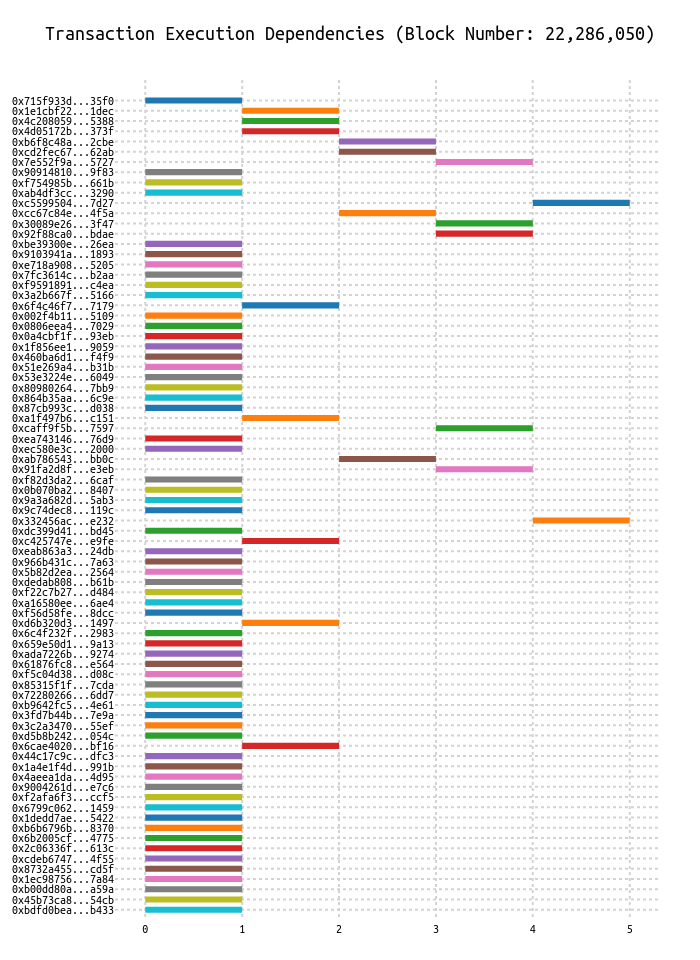 Transaction Execution Dependencies (Block Number: 22,286,050)
0x715f933d...35f0
0x1e1cbf22...1dec
0x4c208059...5388
0x4d05172b...373f
0xb6f8c48a...2cbe
0xcd2fec67...62ab
0x7e552f9a...5727
0x90914810...9f83
0xf754985b...661b
0xab4df3cc...3290
0xc5599504...7d27
0xcc67c84e...4f5a
0x30089e26...3f47
0x92f88ca0...bdae
0xbe39300e...26ea
0x9103941a...1893
0xe718a908...5205
0x7fc3614c...b2aa
0xf9591891...c4ea
0x3a2b667f...5166
0x6f4c46f7...7179
0x002f4b11...5109
0x0806eea4...7029
0x0a4cbf1f...93eb
0x1f856ee1...9059
0x460ba6d1...f4f9
0x51e269a4...b31b
0x53e3224e...6049
0x80980264...7bb9
0x864b35aa...6c9e
0x87cb993c...d038
0xa1f497b6...c151
0xcaff9f5b...7597
0xea743146...76d9
0xec580e3c...2000
0xab786543...bb0c
0x91fa2d8f...e3eb
0xf82d3da2...6caf
0x0b070ba2...8407
0x9a3a682d...5ab3
0x9c74dec8...119c
0x332456ac...e232
0xdc399d41...bd45
0xc425747e...e9fe
0xeab863a3...24db
0x966b431c...7a63
0x5b82d2ea...2564
0xdedab808...b61b
0xf22c7b27...d484
0xa16580ee...6ae4
0xf56d58fe...8dcc
0xd6b320d3...1497
0x6c4f232f...2983
0x659e50d1...9a13
0xada7226b...9274
0x61876fc8...e564
0xf5c04d38...d08c
0x85315f1f...7cda
0x72280266...6dd7
0xb9642fc5...4e61
0x3fd7b44b...7e9a
0x3c2a3470...55ef
0xd5b8b242...054c
0x6cae4020...bf16
0x44c17c9c...dfc3
0x1a4e1f4d...991b
0x4aeea1da...4d95
0x9004261d...e7c6
0xf2afa6f3...ccf5
0x6799c062...1459
0x1dedd7ae...5422
0xb6b6796b...8370
0x6b2005cf...4775
0x2c06336f...613c
0xcdeb6747...4f55
0x8732a455...cd5f
0x1ec98756...7a84
0xb00dd80a...a59a
0x45b73ca8...54cb
0xbdfd0bea...b433
0 1 2 3 4 5